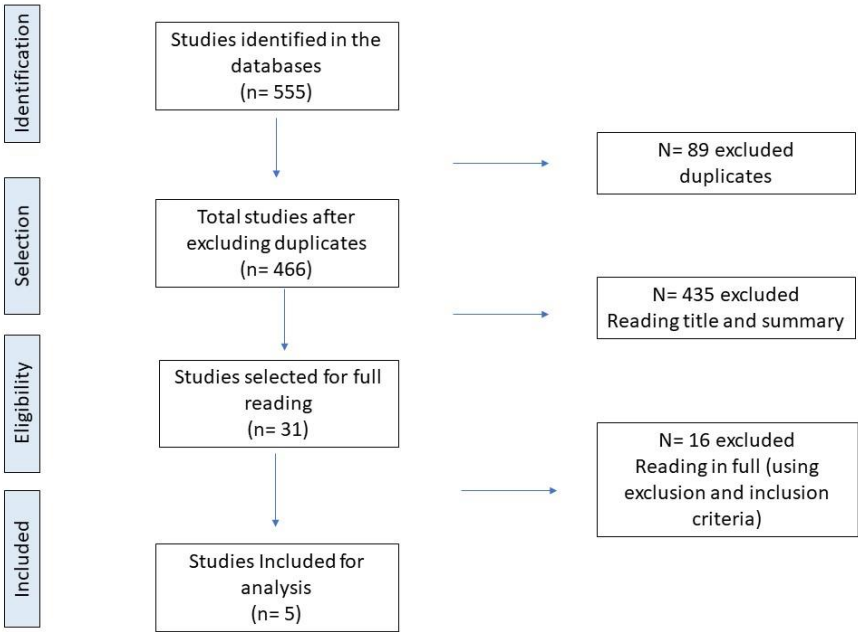 Identification
Studies identified in the
databases
(n= 555)
N= 89 excluded
duplicates
Selection
Total studies after
excluding duplicates
(n= 466)
N= 435 excluded
Reading title and summary
Eligibility
Studies selected for full
reading
(n= 31)
N= 16 excluded
Reading in full (using
exclusion and inclusion
criteria)
Included
Studies Included for
analysis
(n= 5)